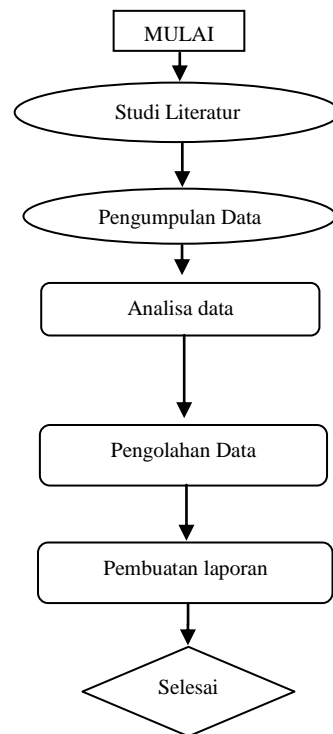 MULAI
Studi Literatur
Pengumpulan Data
Analisa data
Pengolahan Data
Pembuatan laporan
Selesai